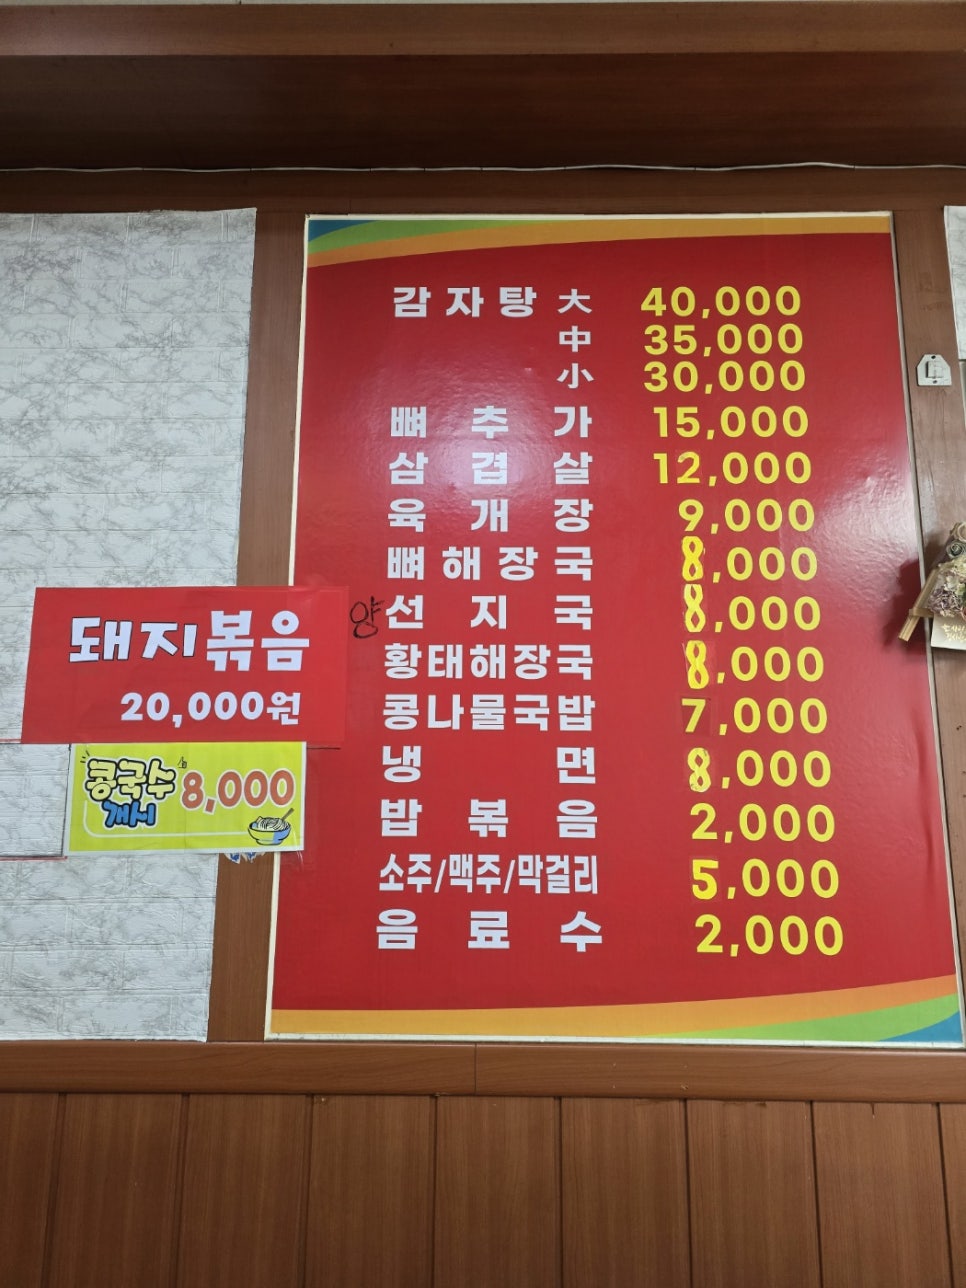 감자탕 大 40,000
中 35,000
小 30,000
뼈추가 15,000
삼겹살 12,000
육개장 9,000
뼈해장국 8,000
양선지국 8,000
황태해장국 8,000
콩나물국밥 7,000
냉면 8,000
밥볶음 2,000
소주/맥주/막걸리 5,000
음료수 2,000
돼지볶음
20,000원
콩국수 8,000
개시